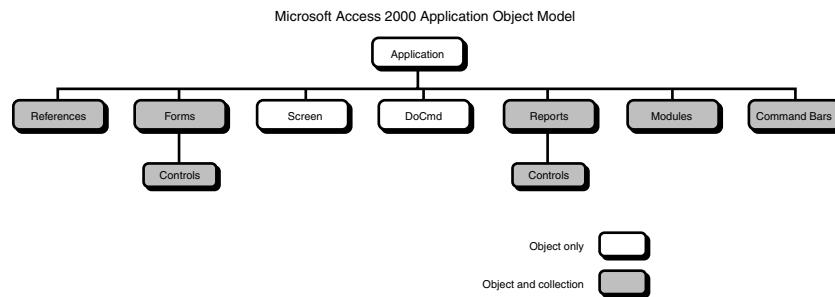 Microsoft Access 2000 Application Object Model
Application
References Forms Screen DoCmd Reports Modules Command Bars
Controls Controls
Object only
Object and collection